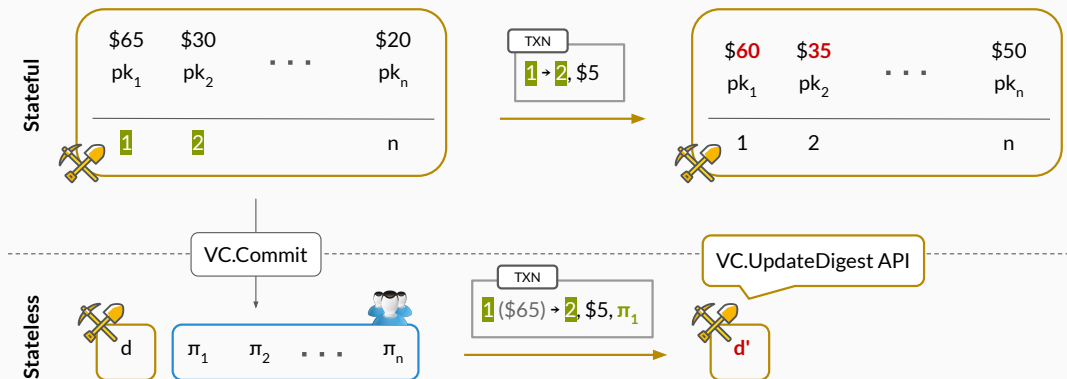 Stateful
$65 $30 ... $20
pk1 pk2 pkn
1 2 n
TXN
1 → 2, $5
$60 $35 ... $50
pk1 pk2 pkn
1 2 n
VC.Commit
VC.UpdateDigest API
Stateless
d
π1 π2 ... πn
TXN
1 ($65) → 2, $5, π1
d'